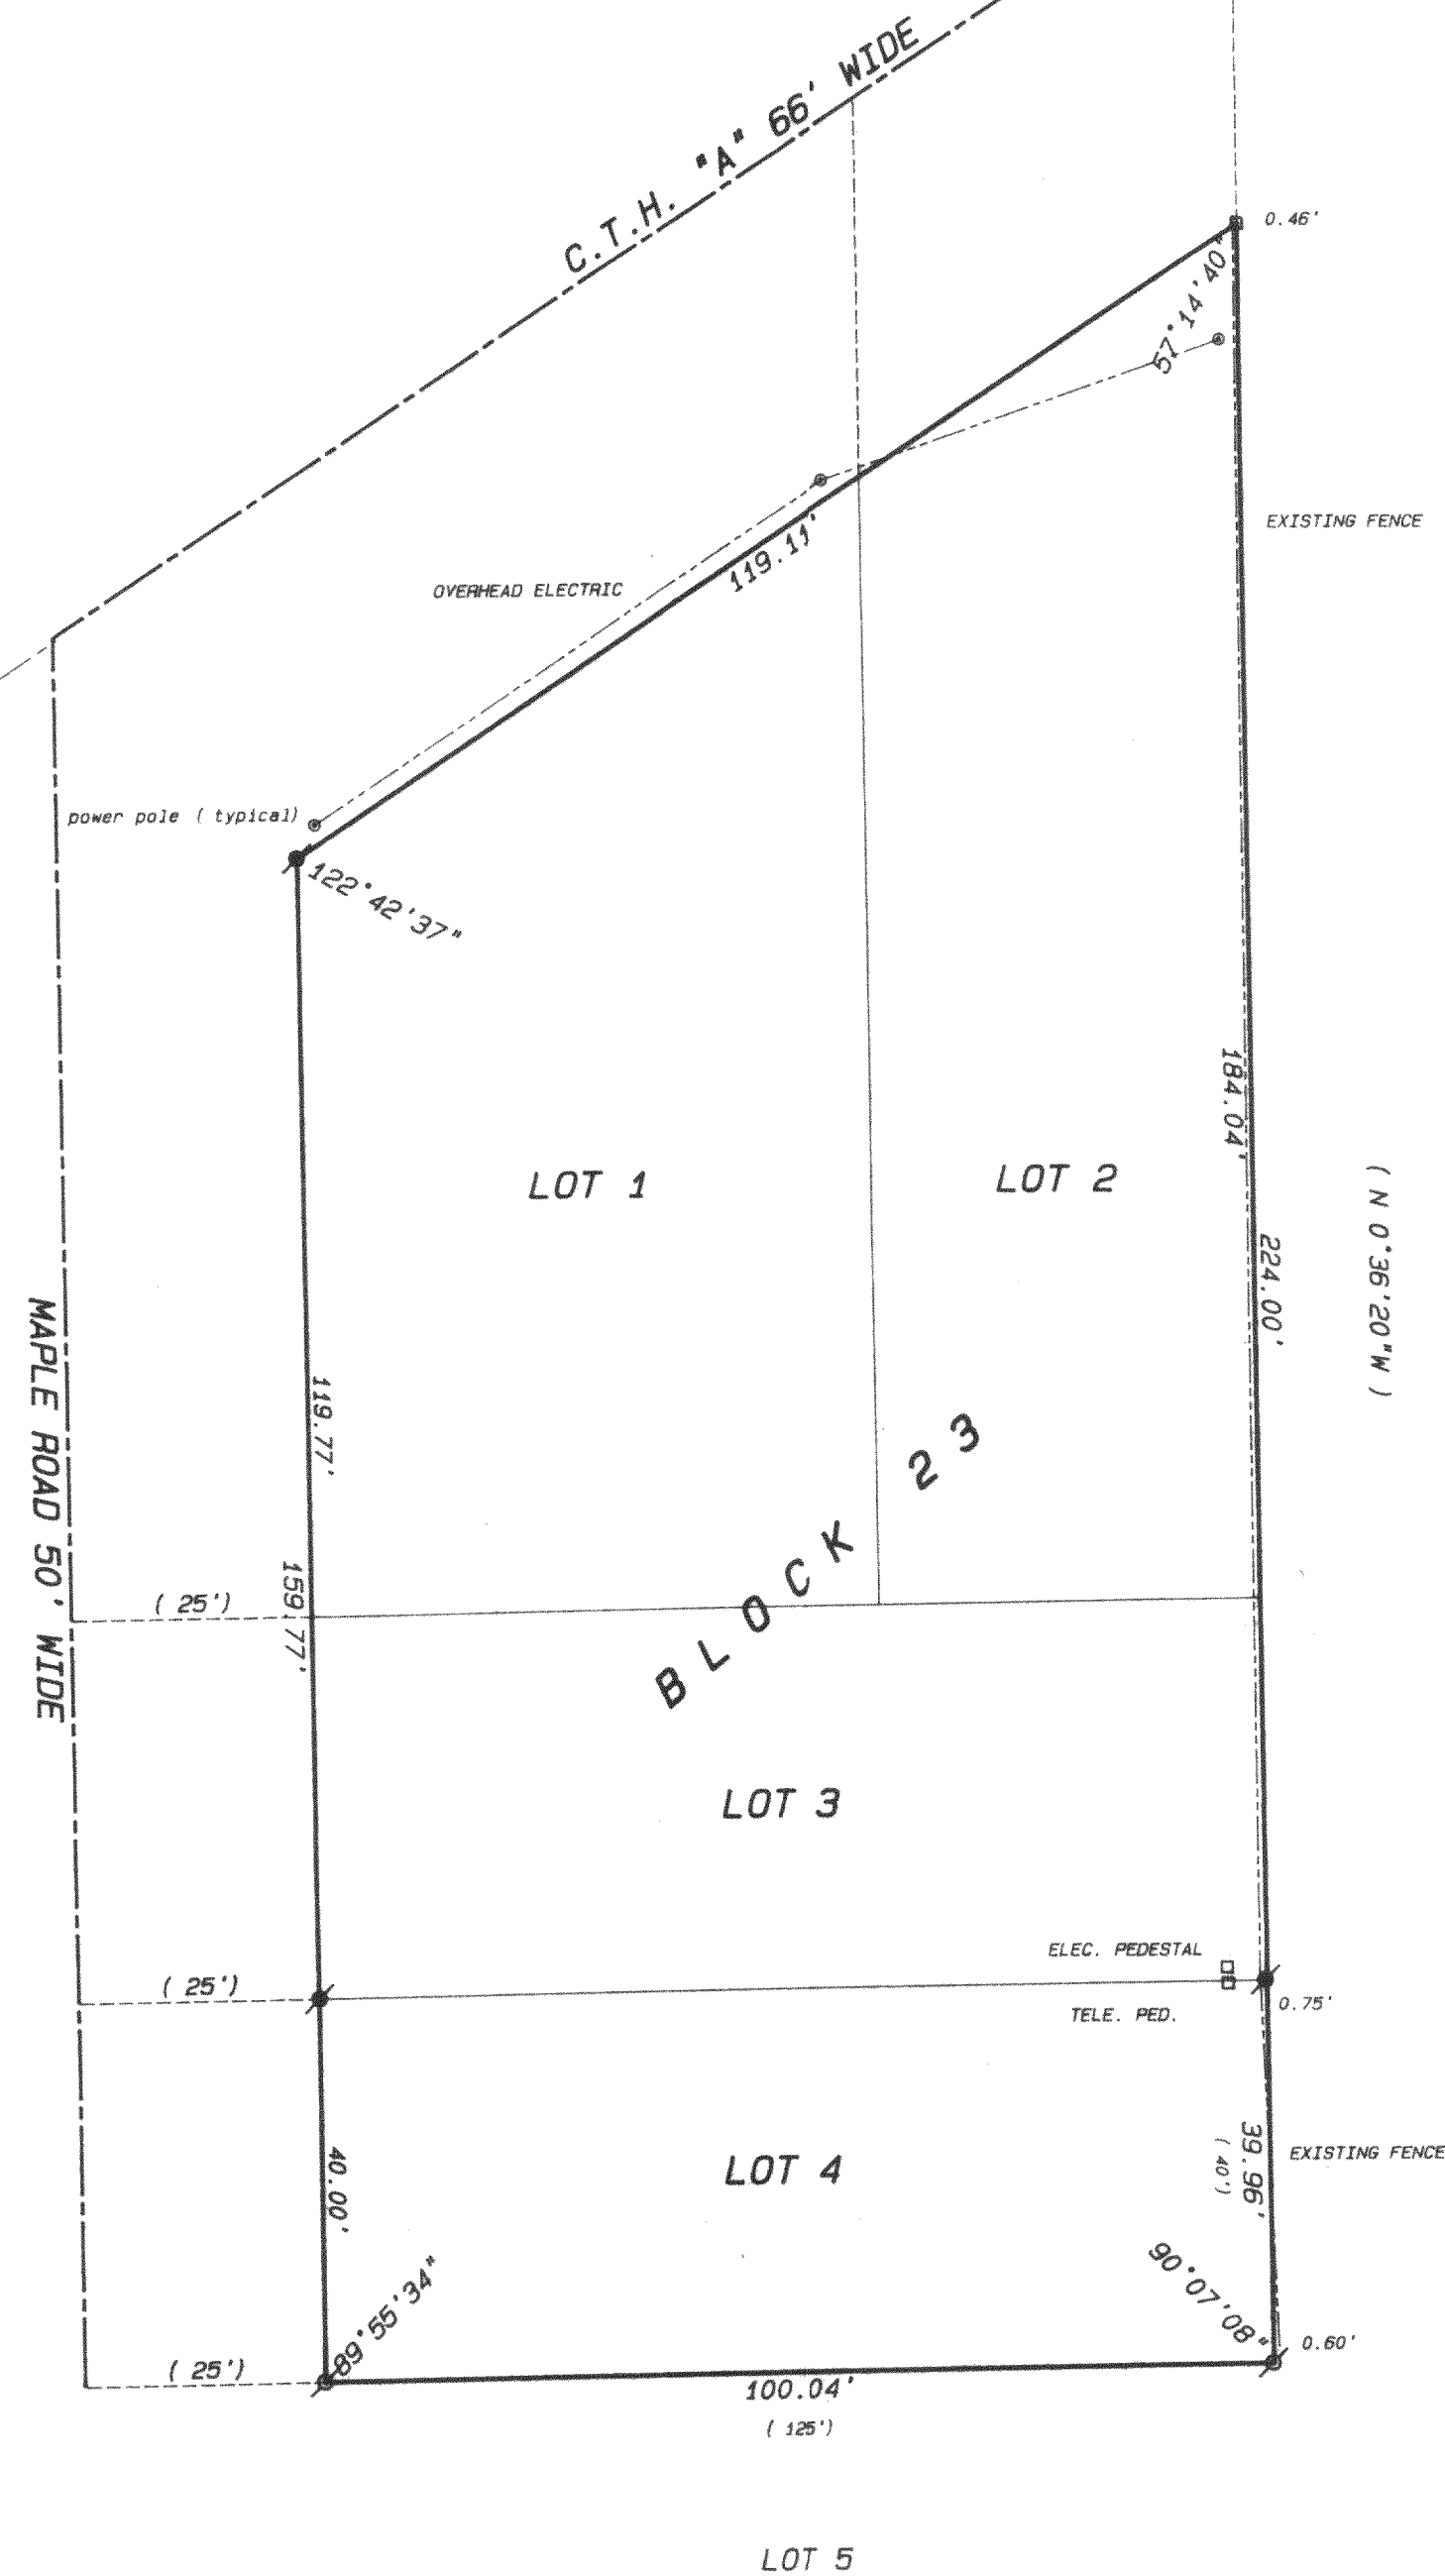 C.T.H. "A" 66' WIDE
0.46'
57°14'40"
EXISTING FENCE
119.11'
OVERHEAD ELECTRIC
power pole ( typical)
122°42'37"
184.04'
LOT 1
LOT 2
( N 0°36'20"W )
224.00'
MAPLE ROAD 50' WIDE
119.77'
BLOCK 23
159.77'
( 25')
LOT 3
ELEC. PEDESTAL
( 25')
0.75'
TELE. PED.
40.00'
LOT 4
39.96'
( 40')
EXISTING FENCE
89°55'34"
90°07'08"
0.60'
( 25')
100.04'
( 125')
LOT 5